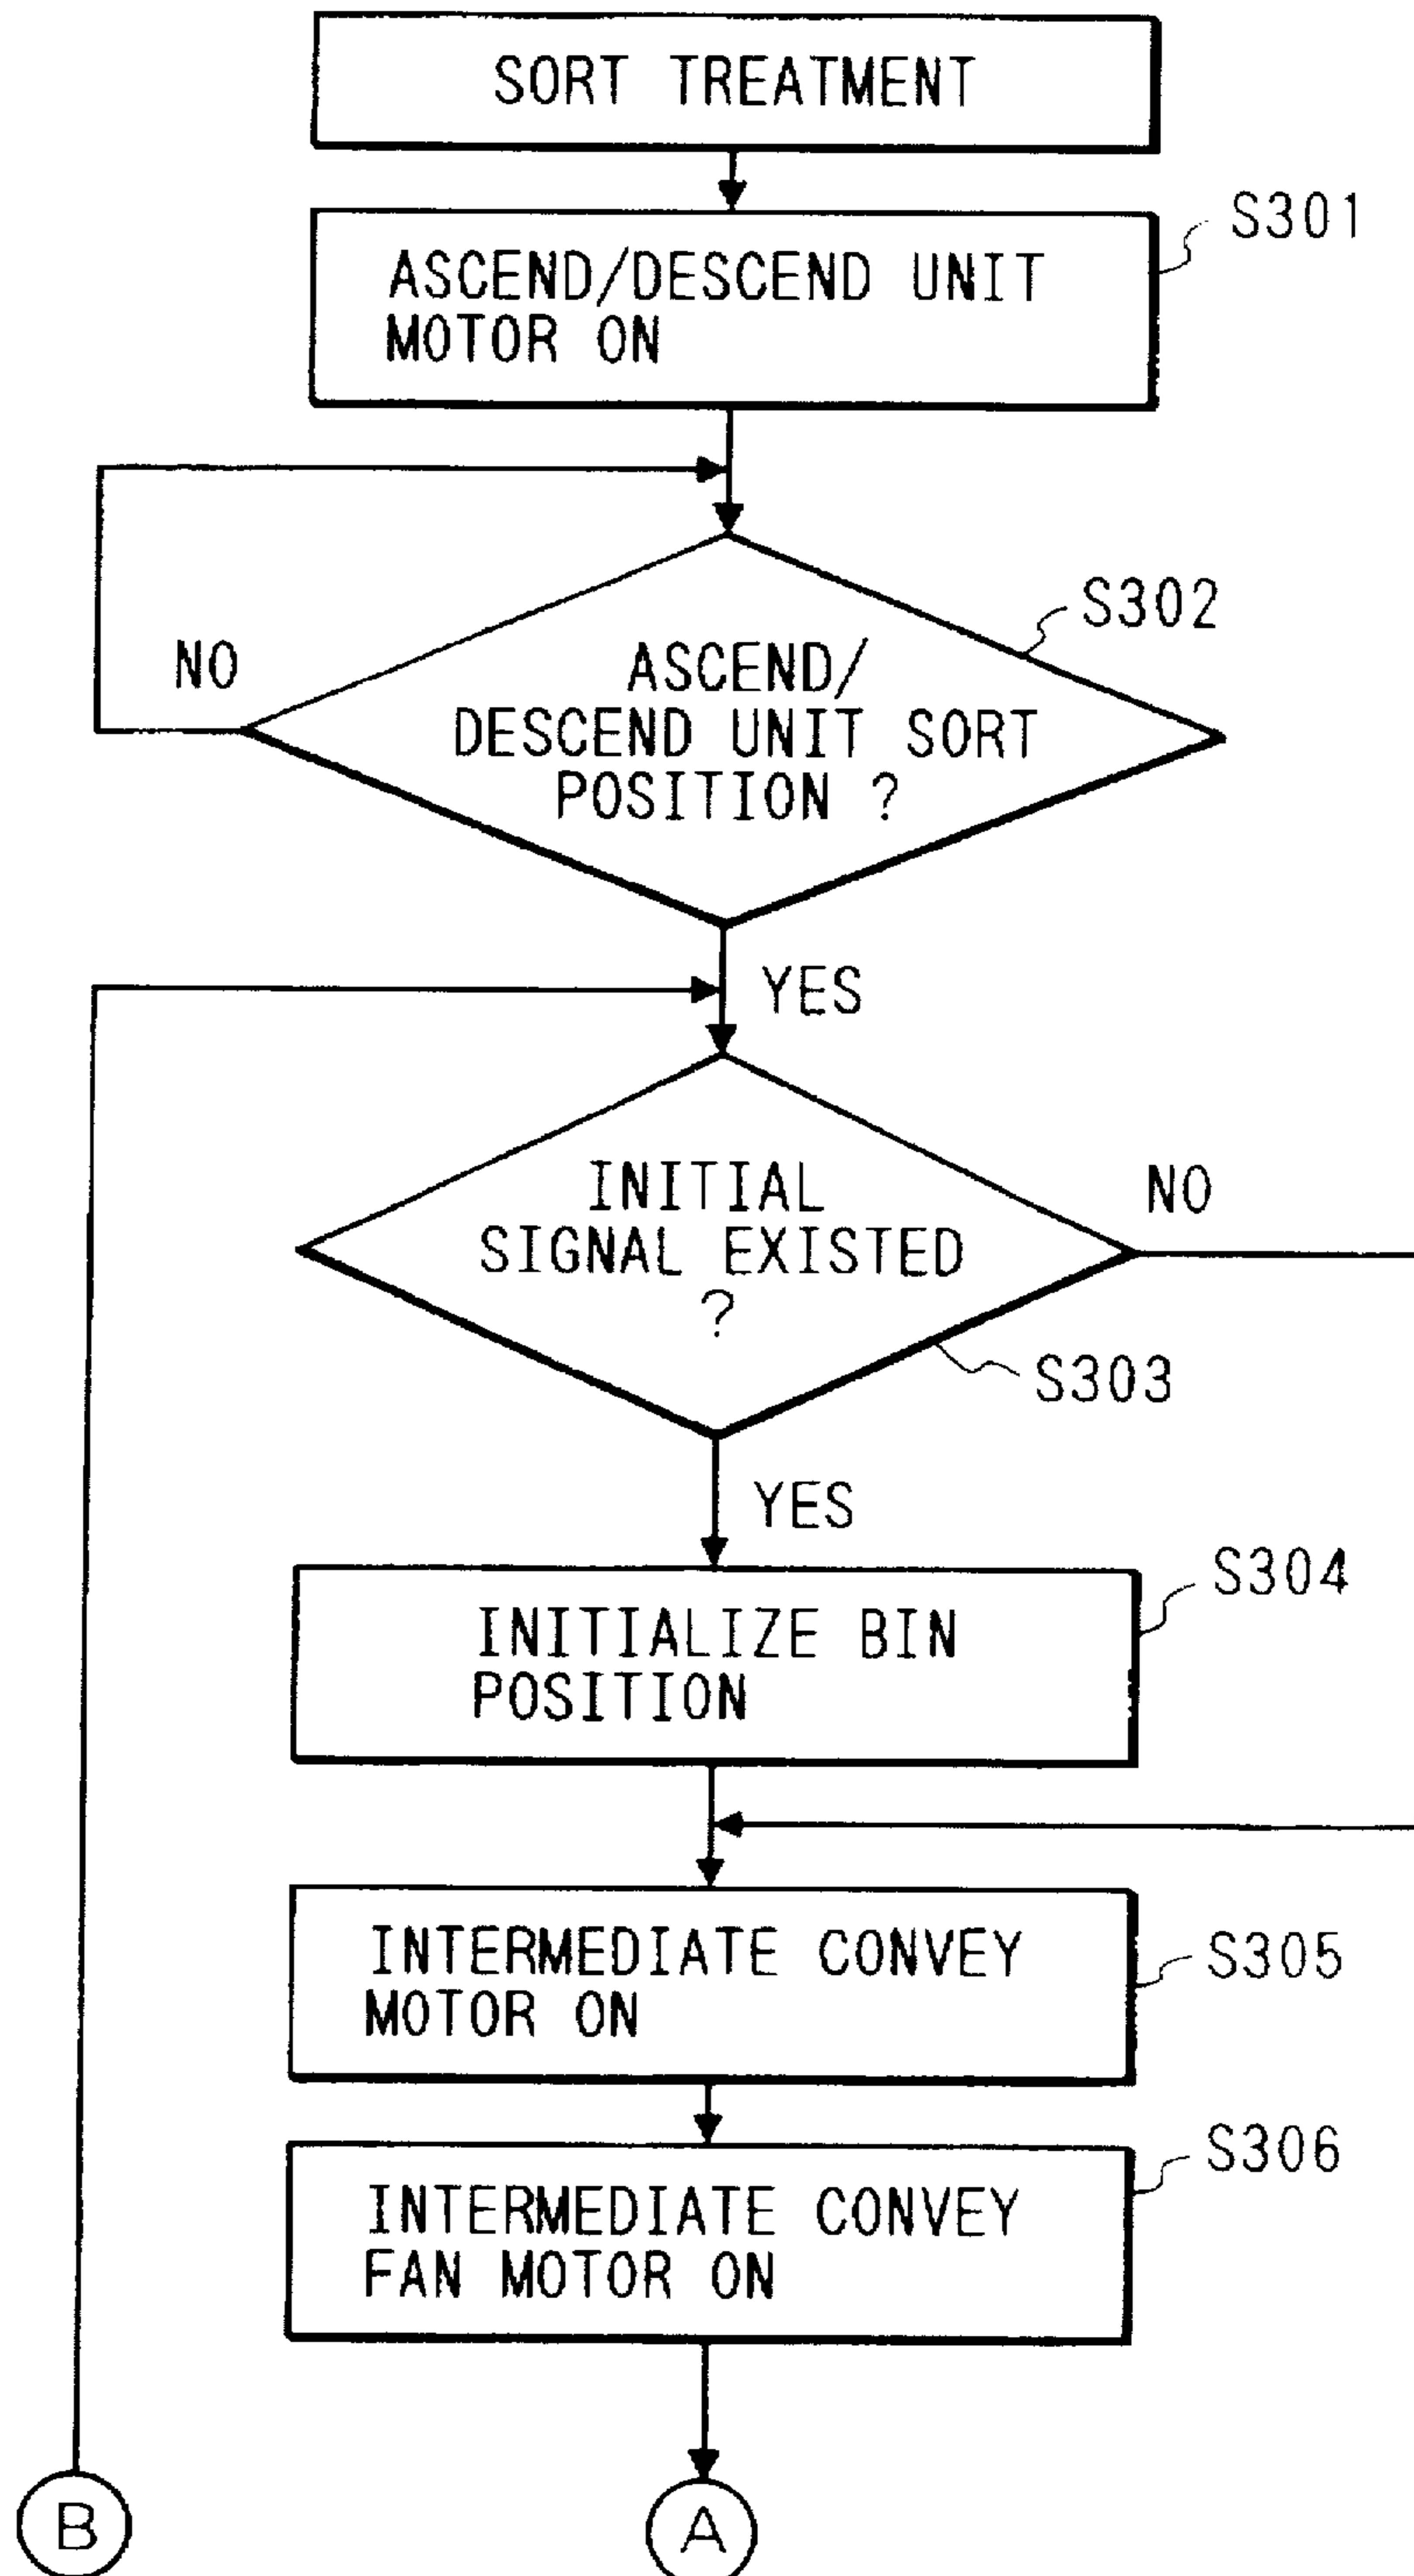 SORT TREATMENT
S301
ASCEND/DESCEND UNIT
MOTOR ON
S302
NO
ASCEND/
DESCEND UNIT SORT
POSITION ?
YES
INITIAL
NO
SIGNAL EXISTED
?
S303
YES
S304
INITIALIZE BIN
POSITION
INTERMEDIATE CONVEY
S305
MOTOR ON
S306
INTERMEDIATE CONVEY
FAN MOTOR ON
B
A